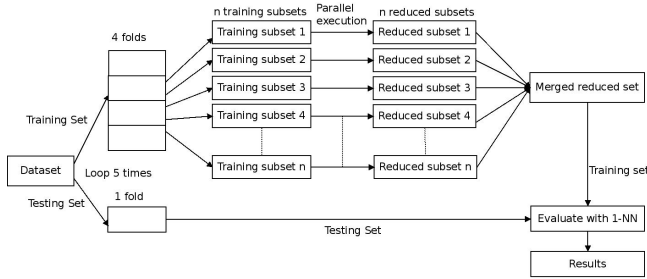 n training subsets
Parallel
execution
n reduced subsets
4 folds
Training subset 1
Reduced subset 1
Training subset 2
Reduced subset 2
Training subset 3
Reduced subset 3
Merged reduced set
Training Set
Training subset 4
Reduced subset 4
Dataset
Loop 5 times
Training subset n
Reduced subset n
Training set
1 fold
Testing Set
Testing Set
Evaluate with 1-NN
Results